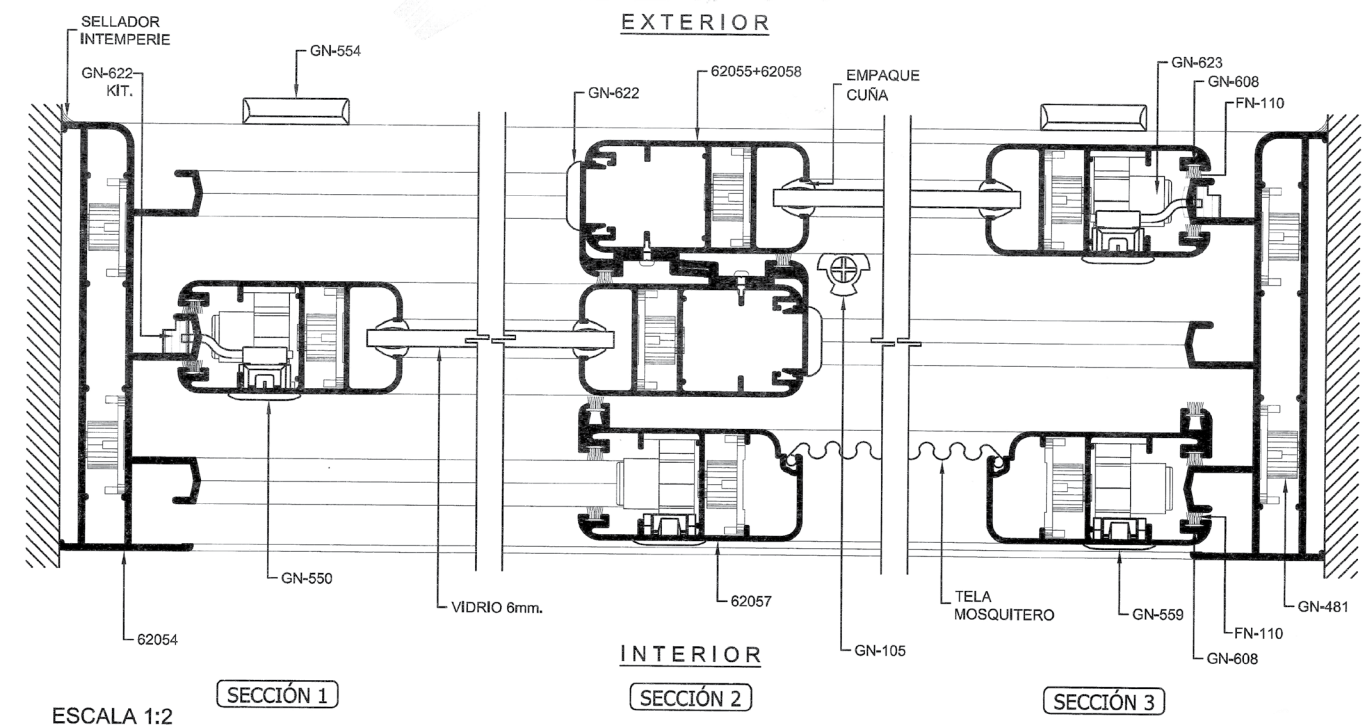 EXTERIOR
SELLADOR
INTEMPERIE
GN-622
KIT.
GN-554
GN-622
62055+62058
EMPAQUE
CUÑA
GN-623
GN-608
FN-110
GN-550
VIDRIO 6mm.
62054
62057
GN-105
TELA
MOSQUITERO
GN-559
GN-481
FN-110
GN-608
INTERIOR
SECCIÓN 1
SECCIÓN 2
SECCIÓN 3
ESCALA 1:2